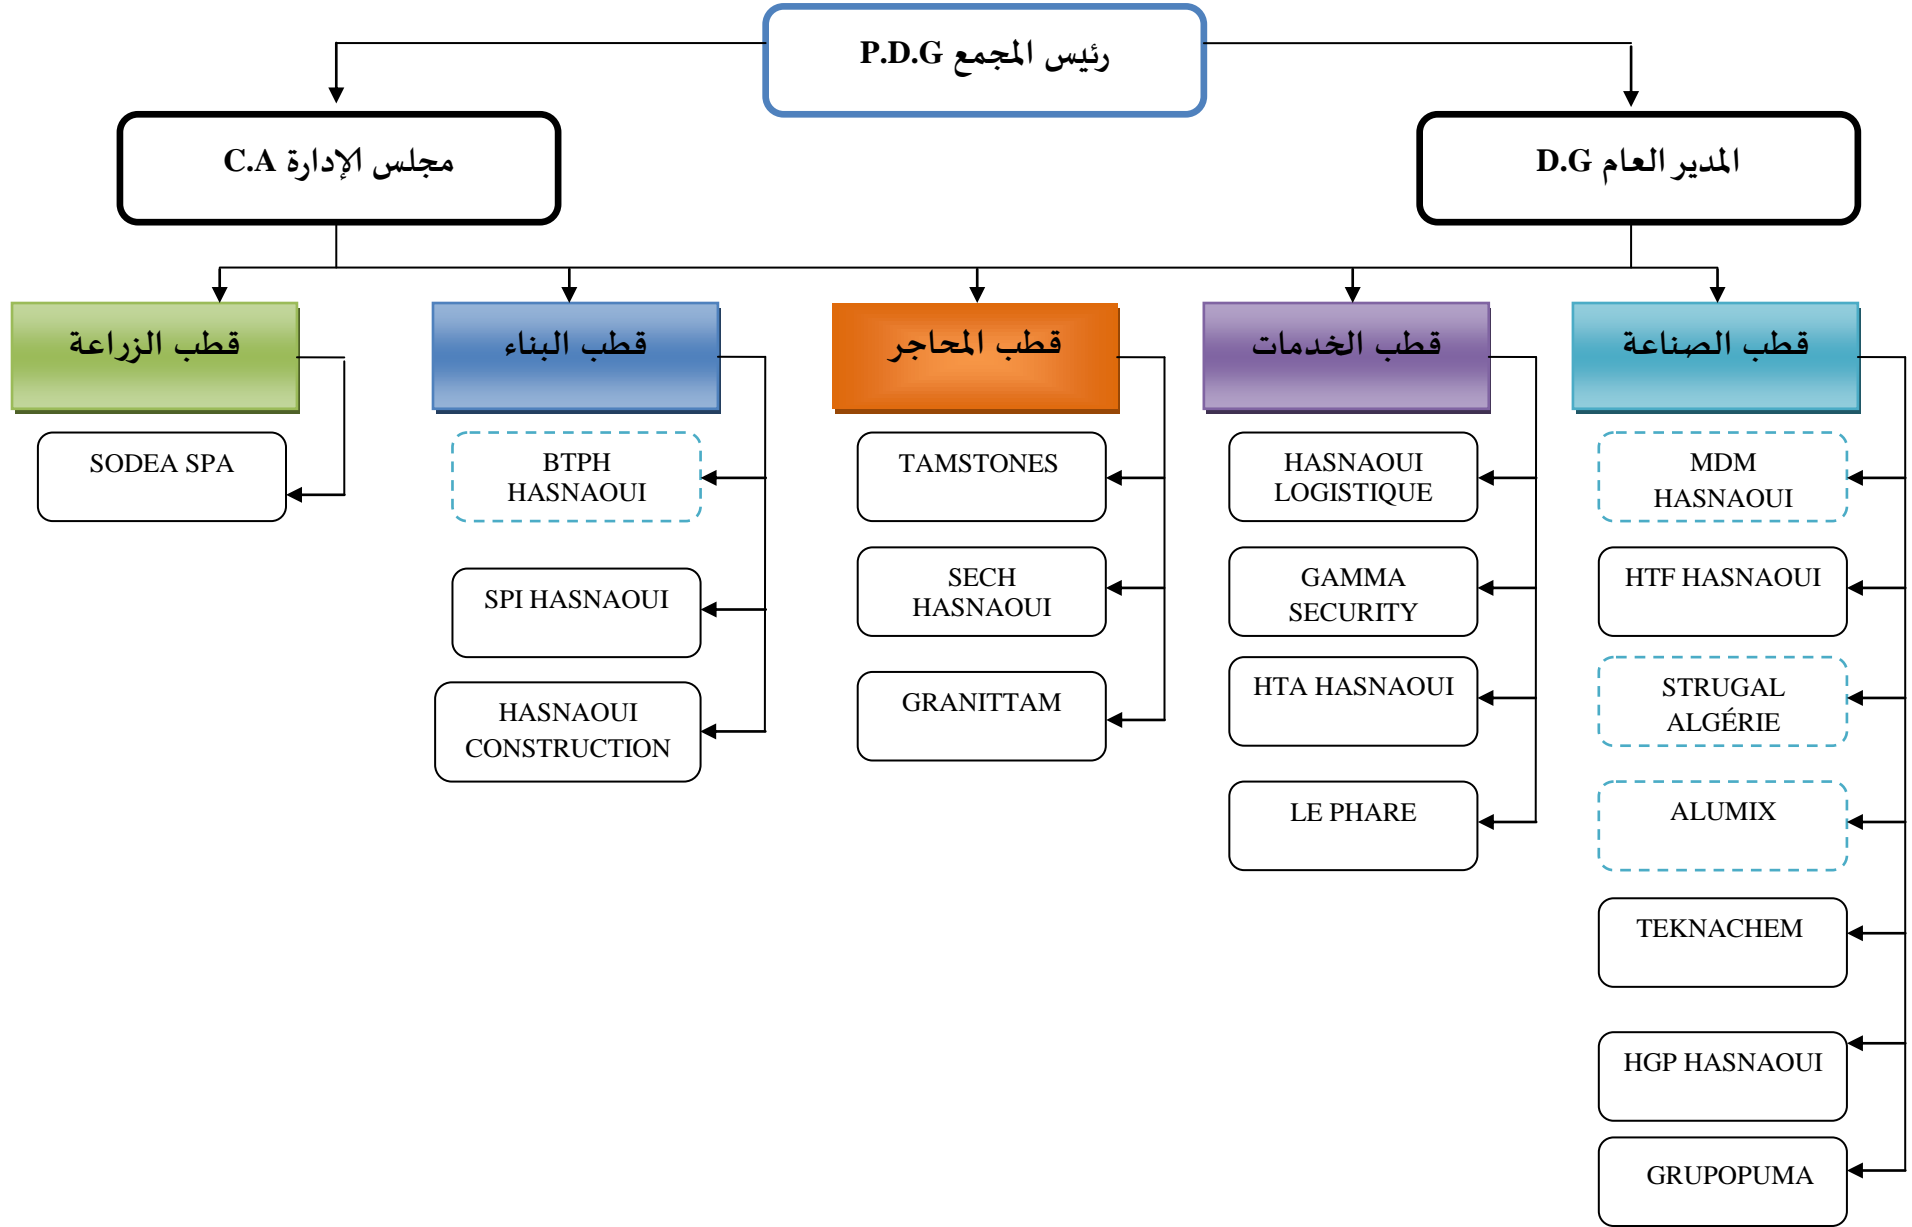 رئيس المجمع P.D.G
مجلس الإدارة C.A
المدير العام D.G
قطب الزراعة
قطب البناء
قطب المحاجر
قطب الخدمات
قطب الصناعة
SODEA SPA
BTPH
HASNAOUI
SPI HASNAOUI
HASNAOUI
CONSTRUCTION
TAMSTONES
SECH
HASNAOUI
GRANITTAM
HASNAOUI
LOGISTIQUE
GAMMA
SECURITY
HTA HASNAOUI
LE PHARE
MDM
HASNAOUI
HTF HASNAOUI
STRUGAL
ALGÉRIE
ALUMIX
TEKNACHEM
HGP HASNAOUI
GRUPOPUMA